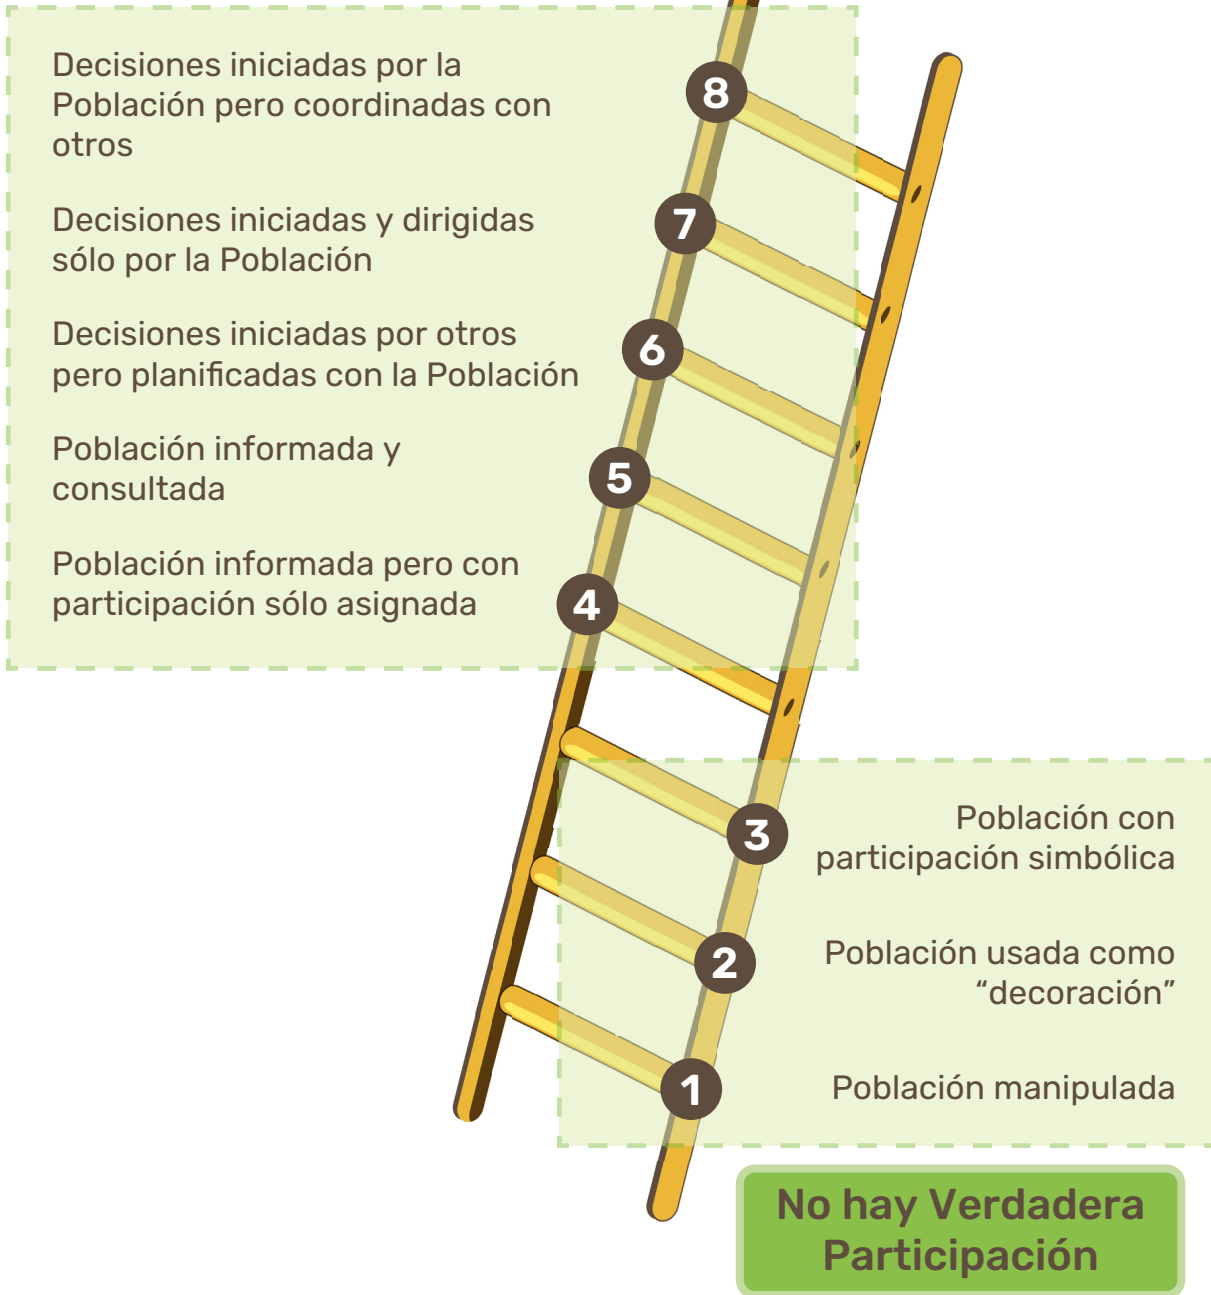 Decisiones iniciadas por la
Población pero coordinadas con
otros
8
Decisiones iniciadas y dirigidas
sólo por la Población
7
Decisiones iniciadas por otros
pero planificadas con la Población
6
Población informada y
consultada
5
Población informada pero con
participación sólo asignada
4
3
Población con
participación simbólica
2
Población usada como
“decoración”
1
Población manipulada
No hay Verdadera
Participación